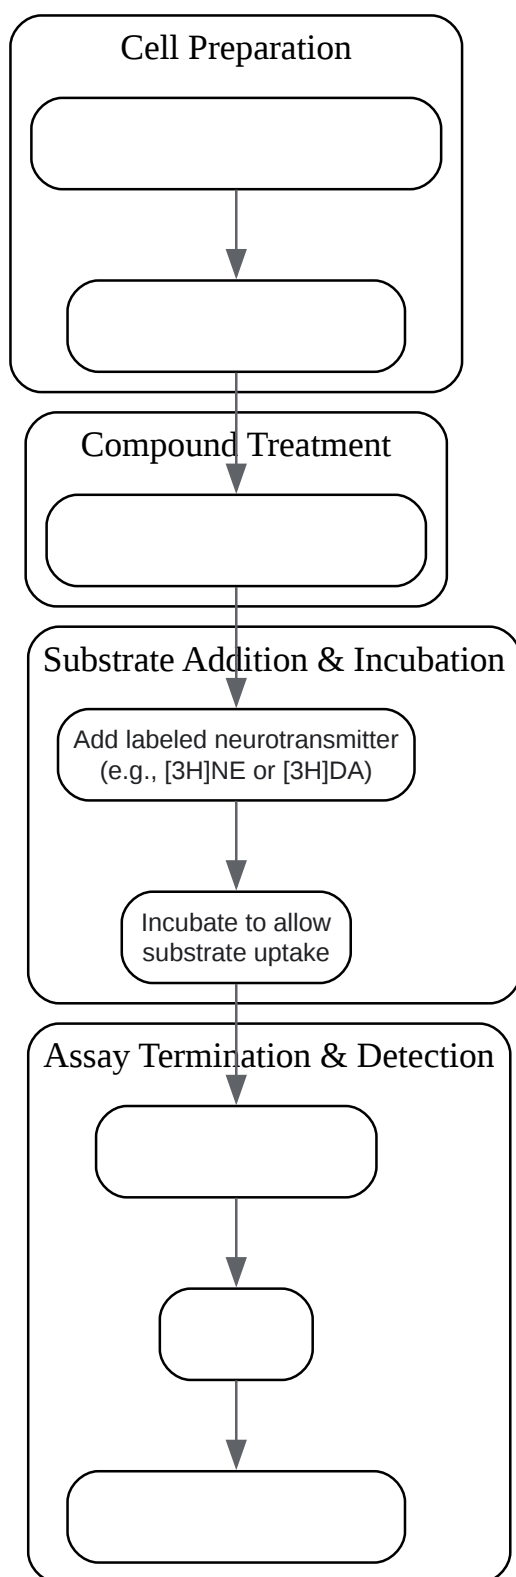 Cell Preparation
Compound Treatment
Substrate Addition & Incubation
Add labeled neurotransmitter
(e.g., [3H]NE or [3H]DA)
Incubate to allow
substrate uptake
Assay Termination & Detection